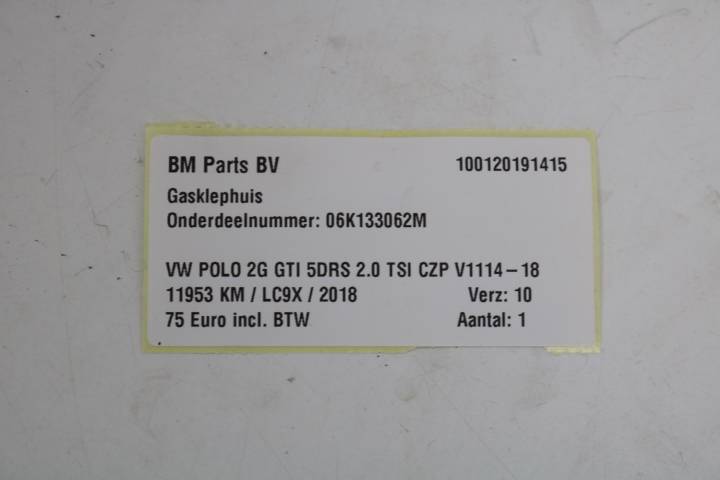 BM Parts BV 100120191415
Gasklephuis
Onderdeelnummer: 06K133062M
VW POLO 2G GTI 5DRS 2.0 TSI CZP V1114-18
11953 KM / LC9X / 2018 Verz: 10
75 Euro incl. BTW Aantal: 1